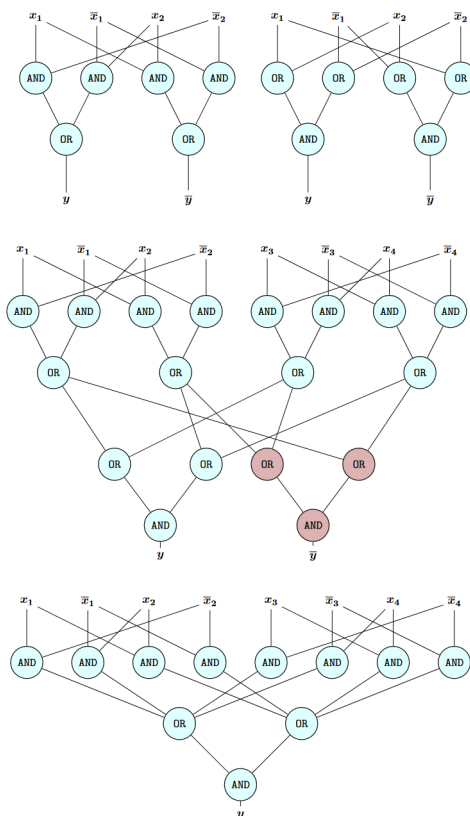 x₁ x̄₁ x₂ x̄₂ x₁ x̄₁ x₂ x̄₂
AND AND AND AND OR OR OR OR
OR OR AND AND
y ȳ y ȳ
x₁ x̄₁ x₂ x̄₂ x₃ x̄₃ x₄ x̄₄
AND AND AND AND AND AND AND AND
OR OR OR OR
OR OR OR OR
AND AND
y ȳ
x₁ x̄₁ x₂ x̄₂ x₃ x̄₃ x₄ x̄₄
AND AND AND AND AND AND AND AND
OR OR
AND
y